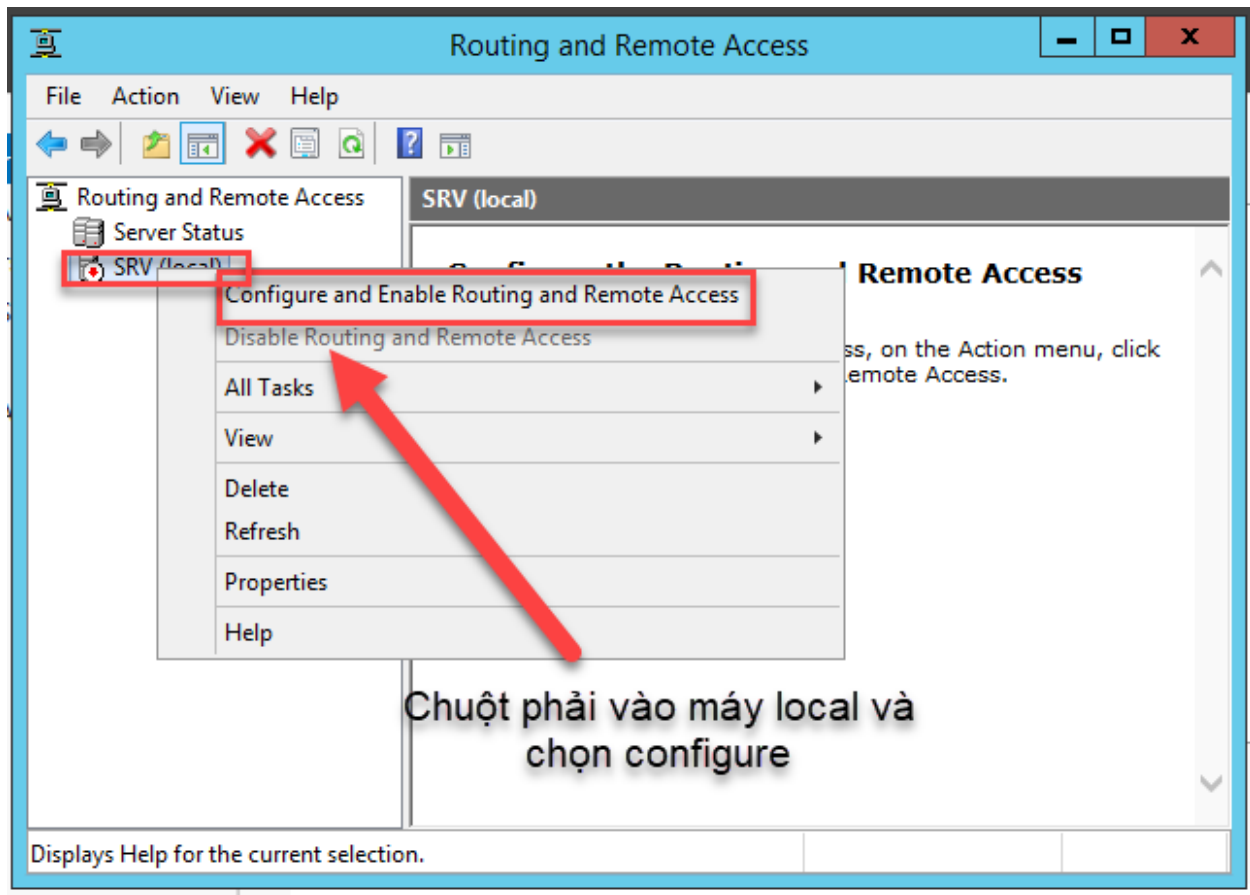 Routing and Remote Access
File Action View Help
Routing and Remote Access
SRV (local)
Server Status
SRV (local)
Remote Access
Configure and Enable Routing and Remote Access
Disable Routing and Remote Access
on the Action menu, click
Remote Access.
All Tasks
View
Delete
Refresh
Properties
Help
Chuột phải vào máy local và
chọn configure
Displays Help for the current selection.